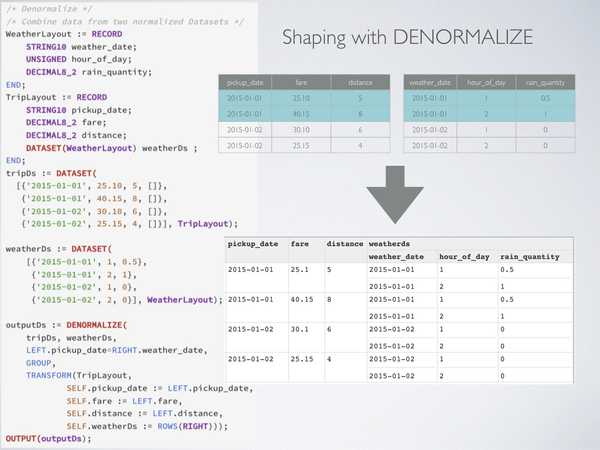 /* Denormalize */
/* Combine data from two normalized Datasets */
WeatherLayout := RECORD
STRING10 weather_date;
UNSIGNED hour_of_day;
DECIMAL8_2 rain_quantity;
END;
TripLayout := RECORD
STRING10 pickup_date;
DECIMAL8_2 fare;
DECIMAL8_2 distance;
DATASET(WeatherLayout) weatherDs ;
END;
tripDs := DATASET(
[{'2015-01-01', 25.10, 5, []},
{'2015-01-01', 40.15, 8, []},
{'2015-01-02', 30.10, 6, []},
{'2015-01-02', 25.15, 4, []}], TripLayout);
weatherDs := DATASET(
[{'2015-01-01', 1, 0.5},
{'2015-01-01', 2, 1},
{'2015-01-02', 1, 0},
{'2015-01-02', 2, 0}], WeatherLayout);
outputDs := DENORMALIZE(
tripDs, weatherDs,
LEFT.pickup_date=RIGHT.weather_date,
GROUP,
TRANSFORM(TripLayout,
SELF.pickup_date := LEFT.pickup_date,
SELF.fare := LEFT.fare,
SELF.distance := LEFT.distance,
SELF.weatherDs := ROWS(RIGHT)));
OUTPUT(outputDs);
Shaping with DENORMALIZE
pickup_date fare distance
2015-01-01 25.10 5
2015-01-01 40.15 8
2015-01-02 30.10 6
2015-01-02 25.15 4
weather_date hour_of_day rain_quantity
2015-01-01 1 0.5
2015-01-01 2 1
2015-01-02 1 0
2015-01-02 2 0
pickup_date fare distance weatherds
weather_date hour_of_day rain_quantity
2015-01-01 25.1 5 2015-01-01 1 0.5
2015-01-01 2 1
2015-01-01 40.15 8 2015-01-01 1 0.5
2015-01-01 2 1
2015-01-02 30.1 6 2015-01-02 1 0
2015-01-02 2 0
2015-01-02 25.15 4 2015-01-02 1 0
2015-01-02 2 0